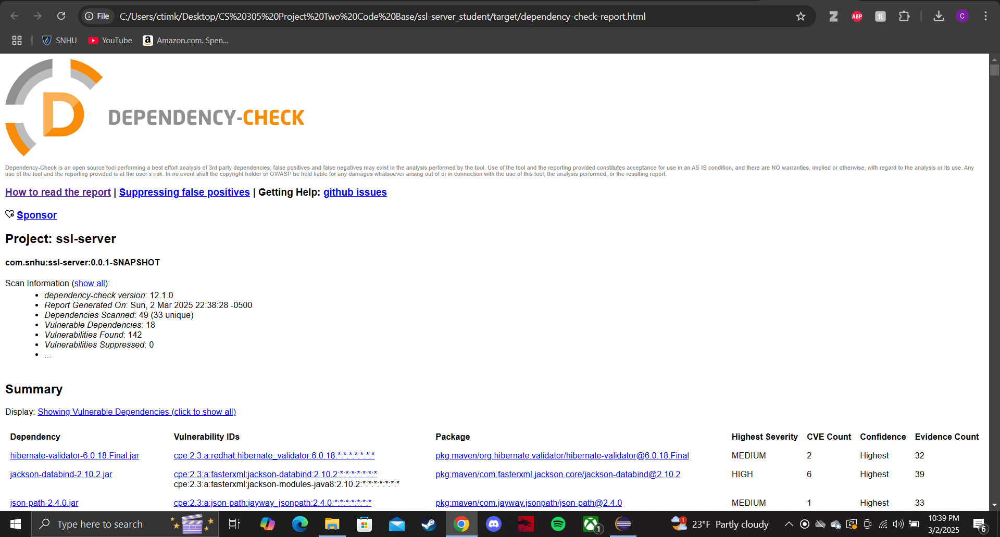 File C:/Users/ctimk/Desktop/CS%20305%20Project%20Two%20Code%20Base/ssl-server_student/target/dependency-check-report.html
ABP
C
SNHU YouTube Amazon.com. Spen...
D
DEPENDENCY-CHECK
Dependency-Check is an open source tool performing a best effort analysis of 3rd party dependencies; false positives and false negatives may exist in the analysis performed by the tool. Use of the tool and the reporting provided constitutes acceptance for use in an AS IS condition, and there are NO warranties, implied or otherwise, with regard to the analysis or its use. Any
use of the tool and the reporting provided is at the user's risk. In no event shall the copyright holder or OWASP be held liable for any damages whatsoever arising out of or in connection with the use of this tool, the analysis performed, or the resulting report.
How to read the report | Suppressing false positives | Getting Help: github issues
Sponsor
Project: ssl-server
com.snhu:ssl-server:0.0.1-SNAPSHOT
Scan Information (show all):
dependency-check version: 12.1.0
Report Generated On: Sun, 2 Mar 2025 22:38:28 -0500
Dependencies Scanned: 49 (33 unique)
Vulnerable Dependencies: 18
Vulnerabilities Found: 142
Vulnerabilities Suppressed: 0
...
Summary
Display: Showing Vulnerable Dependencies (click to show all)
Dependency Vulnerability IDs Package Highest Severity CVE Count Confidence Evidence Count
hibernate-validator-6.0.18.Final.jar cpe:2.3:a:redhat:hibernate_validator:6.0.18:*:*:*:*:*:*:* pkg:maven/org.hibernate.validator/hibernate-validator@6.0.18.Final MEDIUM 2 Highest 32
jackson-databind-2.10.2.jar cpe:2.3:a:fasterxml:jackson-databind:2.10.2:*:*:*:*:*:*:* pkg:maven/com.fasterxml.jackson.core/jackson-databind@2.10.2 HIGH 6 Highest 39
cpe:2.3:a:fasterxml:jackson-modules-java8:2.10.2:*:*:*:*:*:*:*
json-path-2.4.0.jar cpe:2.3:a:json-path:jayway_jsonpath:2.4.0:*:*:*:*:*:*:* pkg:maven/com.jayway.jsonpath/json-path@2.4.0 MEDIUM 1 Highest 33
Type here to search 1 1 23°F Partly cloudy 10:39 PM
3/2/2025 6